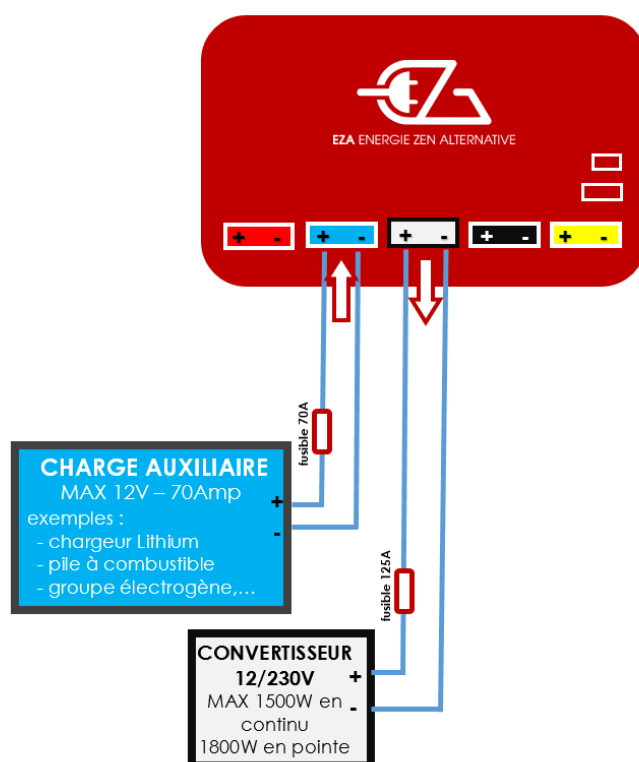 EZA ENERGIE ZEN ALTERNATIVE
+ -
+ -
+ -
+ -
+ -
fusible 70A
CHARGE AUXILIAIRE
MAX 12V – 70Amp
+
exemples :
-
- chargeur Lithium
- pile à combustible
- groupe électrogène,...
fusible 125A
CONVERTISSEUR
12/230V
+
MAX 1500W en
-
continu
1800W en pointe